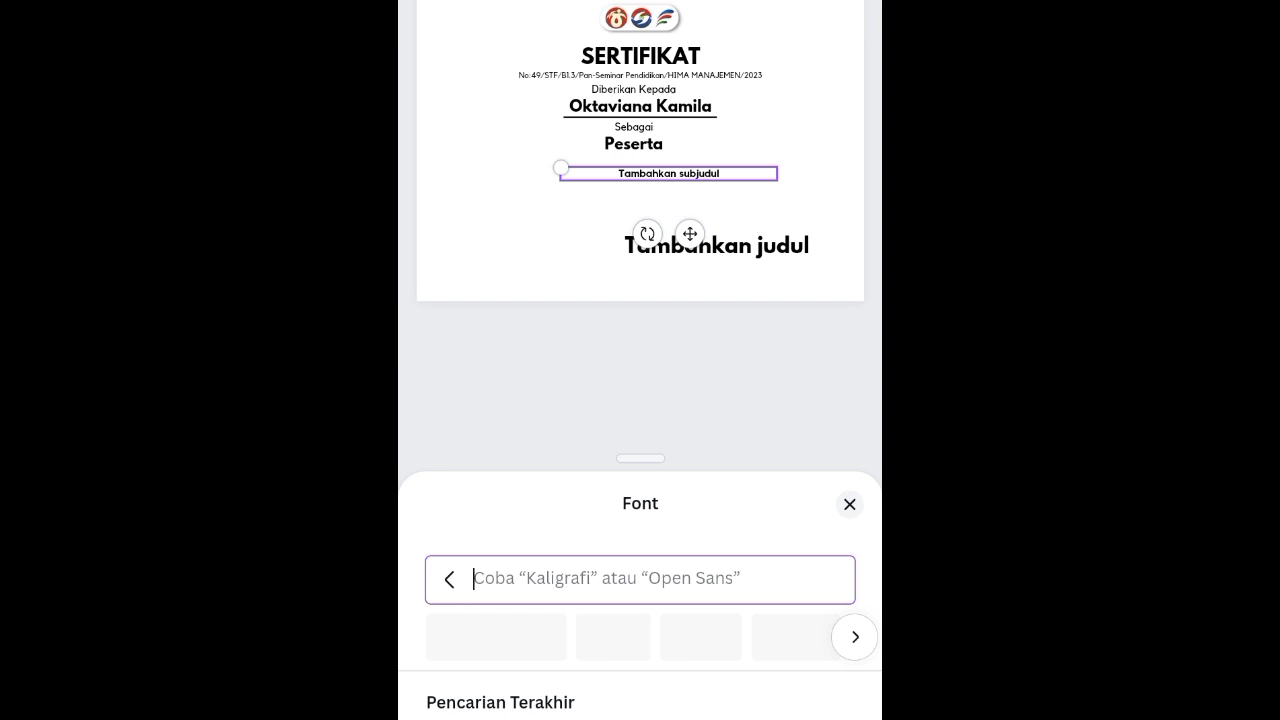 SERTIFIKAT
No:49/STF/B1.3/Pan-Seminar Pendidikan/HIMA MANAJEMEN/2023
Diberikan Kepada
Oktaviana Kamila
Sebagai
Peserta
Tambahkan subjudul
Tambahkan judul
Font
Coba “Kaligrafi” atau “Open Sans”
Pencarian Terakhir